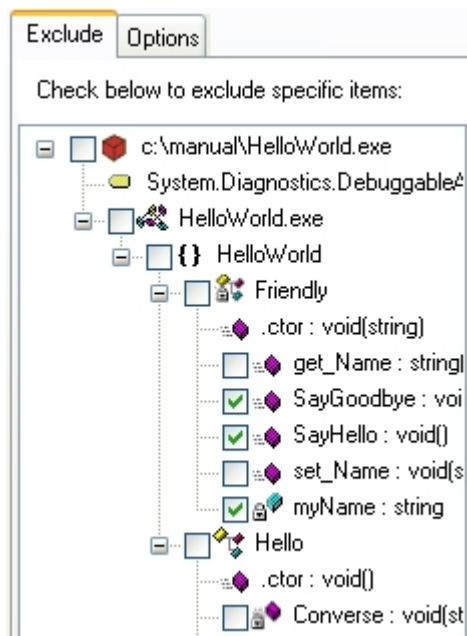 Exclude Options
Check below to exclude specific items:
c:\manual\HelloWorld.exe
System.Diagnostics.Debuggable
HelloWorld.exe
{} HelloWorld
Friendly
.ctor : void(string)
get_Name : string(
SayGoodbye : voi
SayHello : void()
set_Name : void(s
myName : string
Hello
.ctor : void()
Converse : void(st